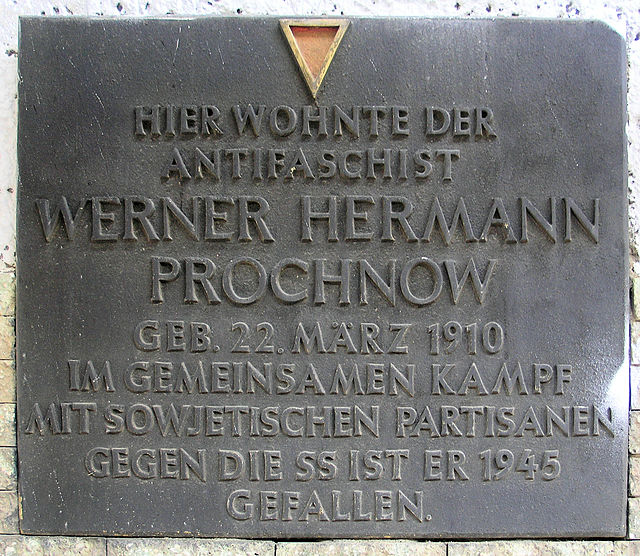 HIER WOHNTE DER
ANTIFASCHIST
WERNER HERMANN
PROCHNOW
GEB. 22. MÄRZ 1910
IM GEMEINSAMEN KAMPF
MIT SOWJETISCHEN PARTISANEN
GEGEN DIE SS IST ER 1945
GEFALLEN.